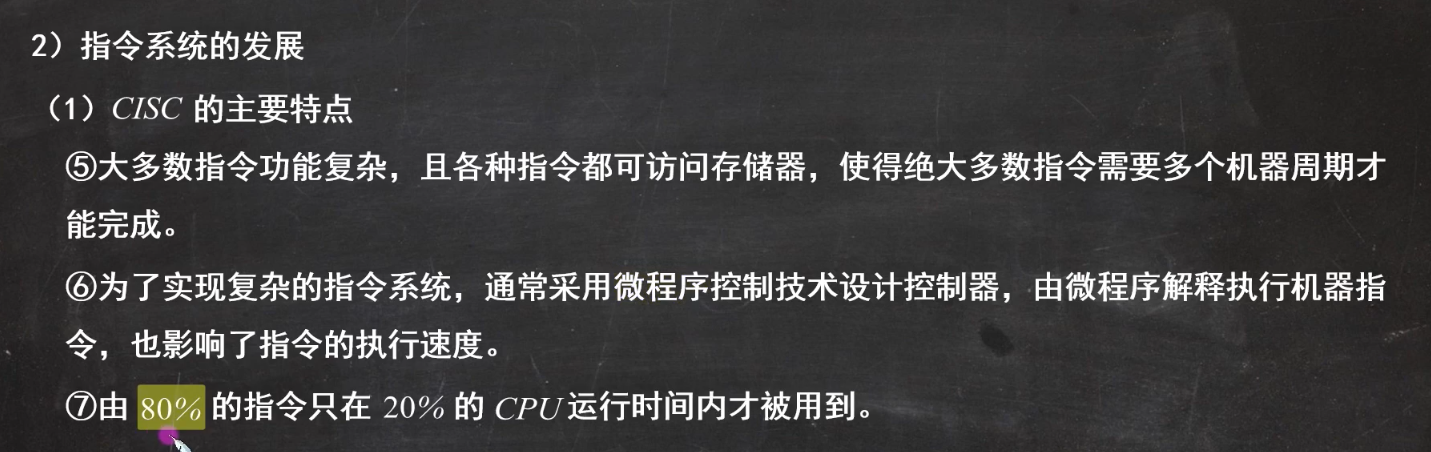 2）指令系统的发展
（1）CISC 的主要特点
⑤大多数指令功能复杂，且各种指令都可访问存储器，使得绝大多数指令需要多个机器周期才
能完成。
⑥为了实现复杂的指令系统，通常采用微程序控制技术设计控制器，由微程序解释执行机器指
令，也影响了指令的执行速度。
⑦由 80% 的指令只在 20% 的 CPU 运行时间内才被用到。